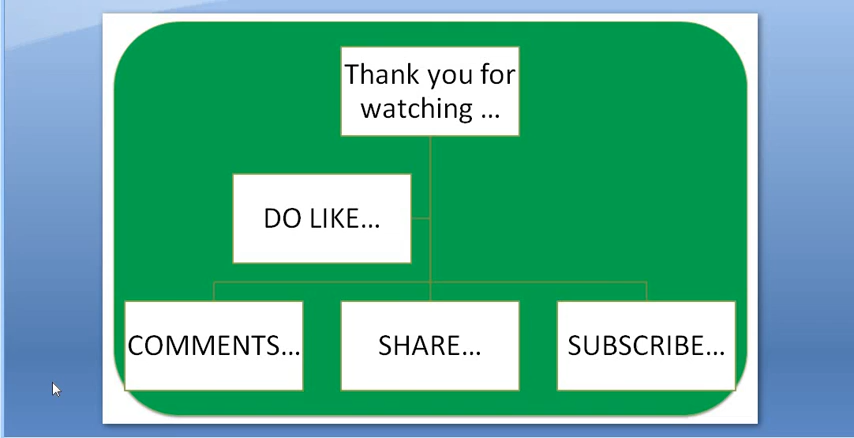 Thank you for
watching ...
DO LIKE...
COMMENTS...
SHARE...
SUBSCRIBE...